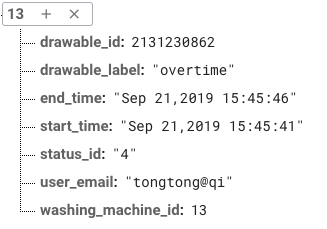 13 + ×
drawable_id: 2131230862
drawable_label: "overtime"
end_time: "Sep 21,2019 15:45:46"
start_time: "Sep 21,2019 15:45:41"
status_id: "4"
user_email: "tongtong@qi"
washing_machine_id: 13